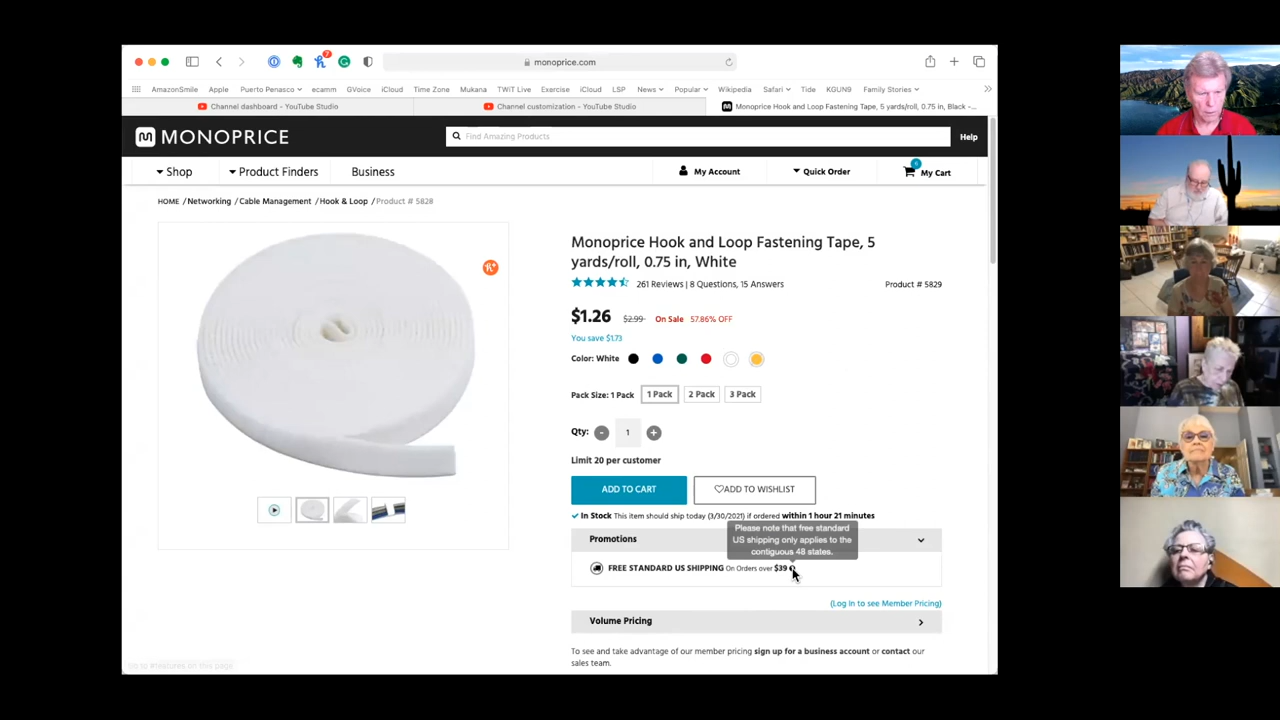 monoprice.com
7
AmazonSmile Apple Puerto Penasco ecamm GVoice iCloud Time Zone Mukana TWiT Live Exercise iCloud LSP News Popular Wikipedia Safari Tide KGUN9 Family Stories
Channel dashboard - YouTube Studio
Channel customization - YouTube Studio
Monoprice Hook and Loop Fastening Tape, 5 yards/roll, 0.75 in, Black -...
MONOPRICE
Find Amazing Products
Help
Shop
Product Finders
Business
My Account
Quick Order
6
My Cart
HOME / Networking / Cable Management / Hook & Loop / Product # 5828
Monoprice Hook and Loop Fastening Tape, 5
yards/roll, 0.75 in, White
261 Reviews | 8 Questions, 15 Answers
Product # 5829
$1.26 $2.99 On Sale 57.86% OFF
You save $1.73
Color: White
Pack Size: 1 Pack 1 Pack 2 Pack 3 Pack
Qty: - 1 +
Limit 20 per customer
ADD TO CART
ADD TO WISHLIST
In Stock This item should ship today (3/30/2021) if ordered within 1 hour 21 minutes
Please note that free standard
US shipping only applies to the
contiguous 48 states.
Promotions
FREE STANDARD US SHIPPING On Orders over $39
(Log In to see Member Pricing)
Volume Pricing
To see and take advantage of our member pricing sign up for a business account or contact our
sales team.
Go to #reviews on this page